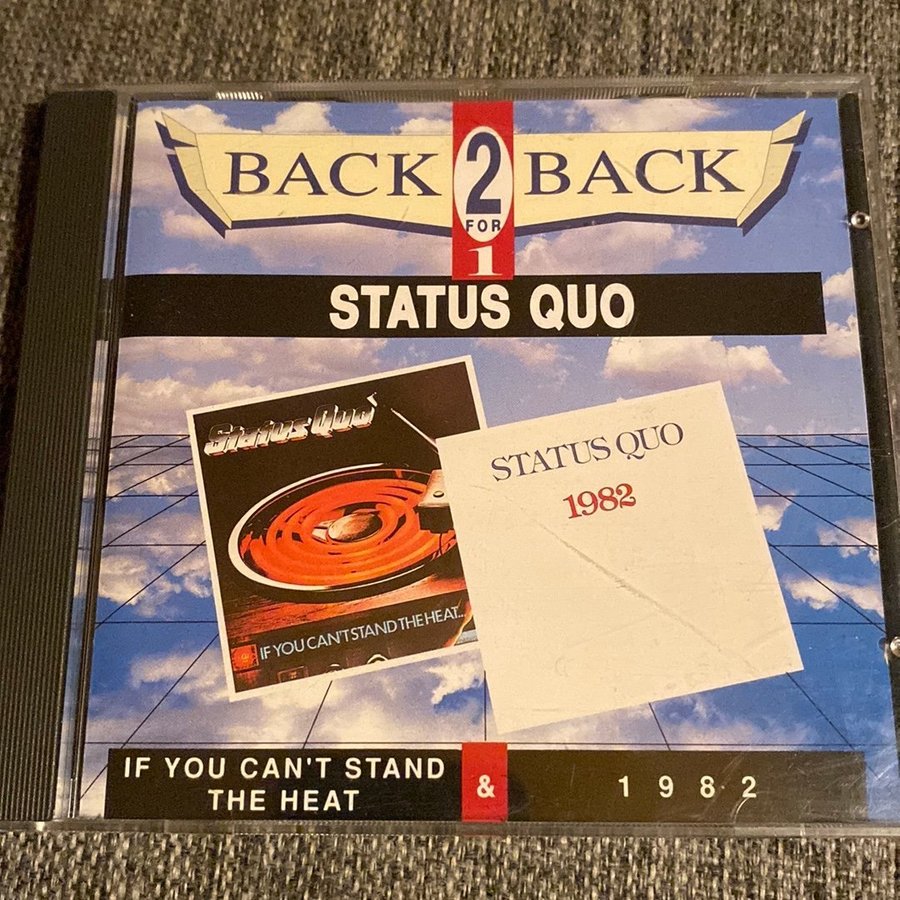 BACK 2 BACK
FOR
1
STATUS QUO
Status Quo
IF YOU CAN'T STAND THE HEAT...
STATUS QUO
1982
IF YOU CAN'T STAND
THE HEAT
&
1982